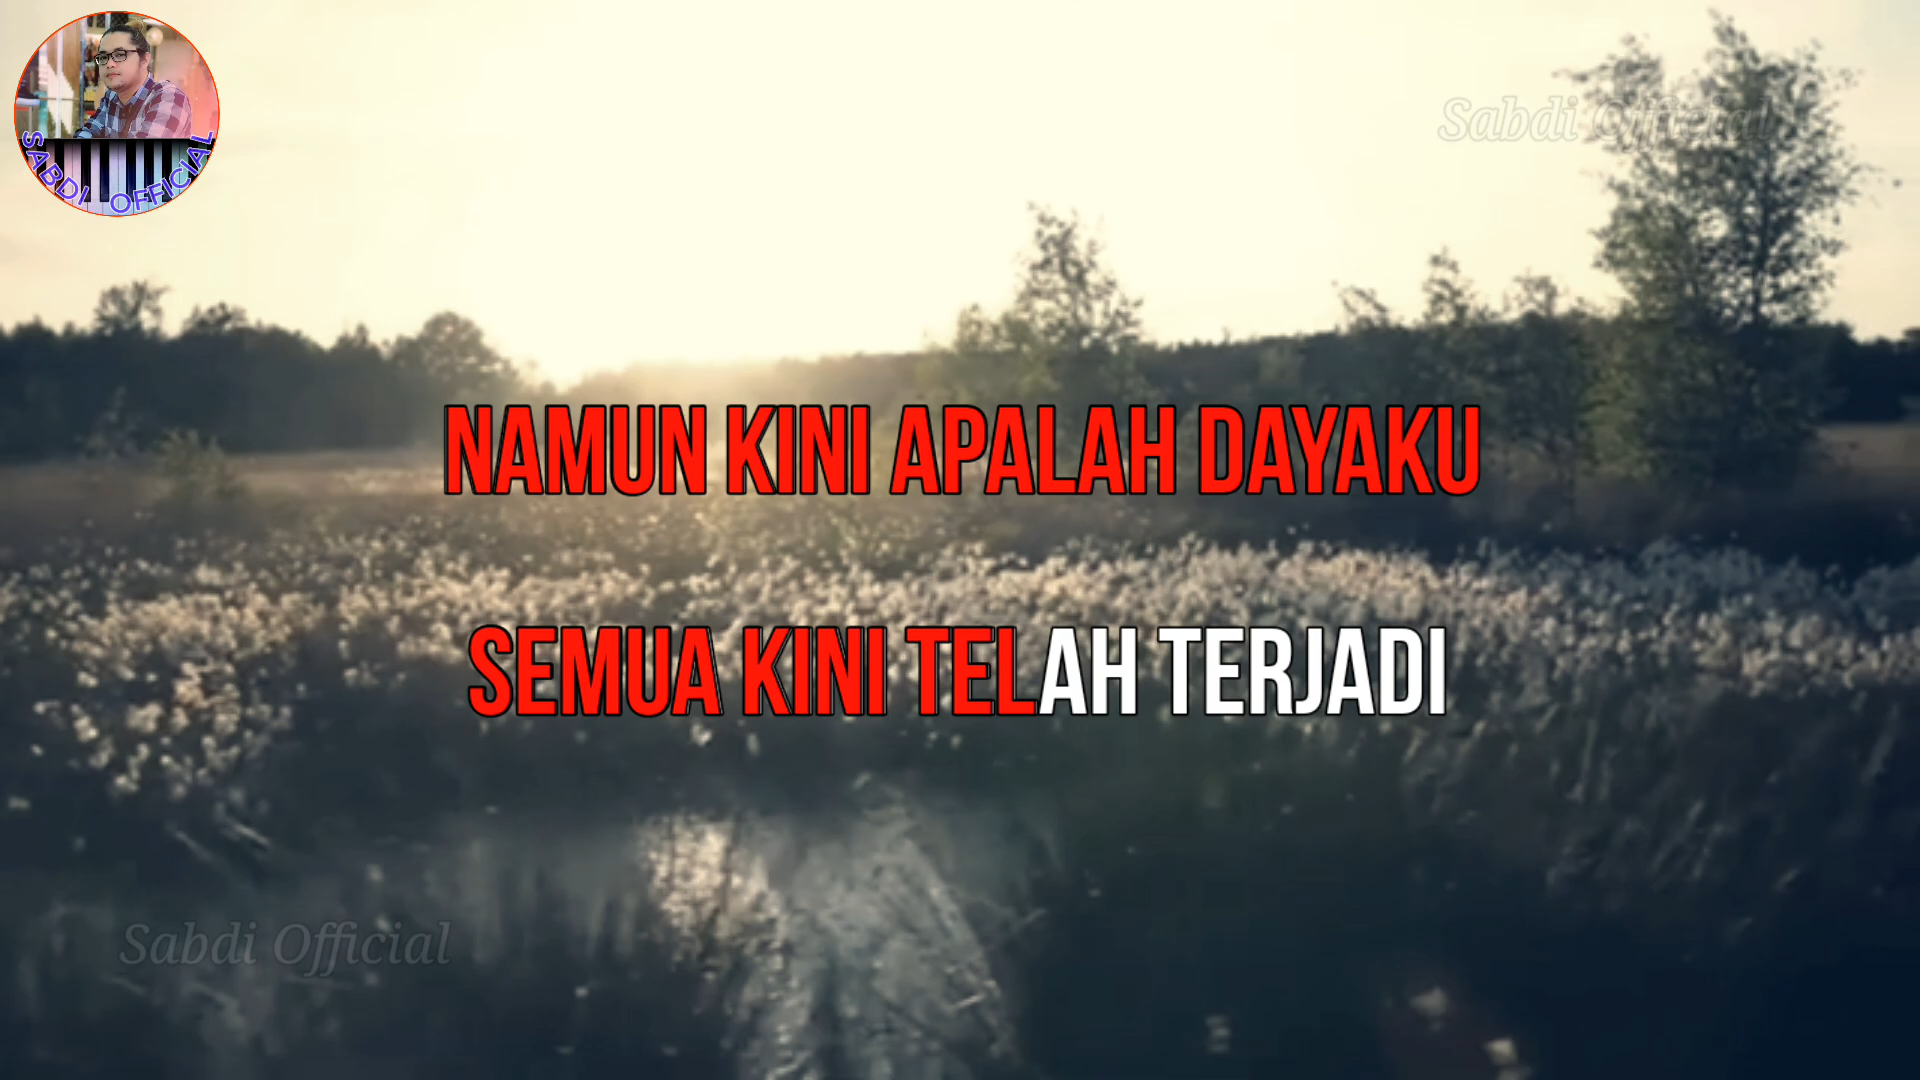 SABDI OFFICIAL
Sabdi Official
NAMUN KINI APALAH DAYAKU
SEMUA KINI TELAH TERJADI
Sabdi Official